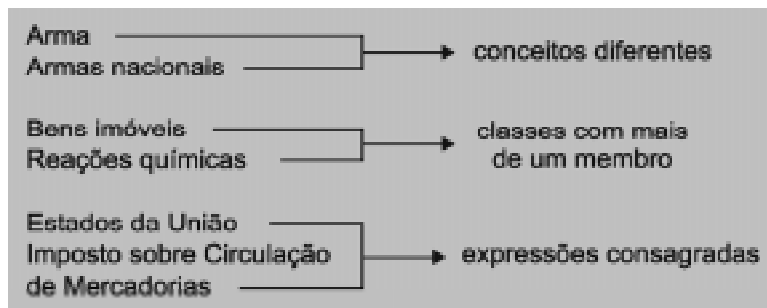 Arma
Armas nacionais
conceitos diferentes
Bens imóveis
Reações químicas
classes com mais
de um membro
Estados da União
Imposto sobre Circulação
de Mercadorias
expressões consagradas